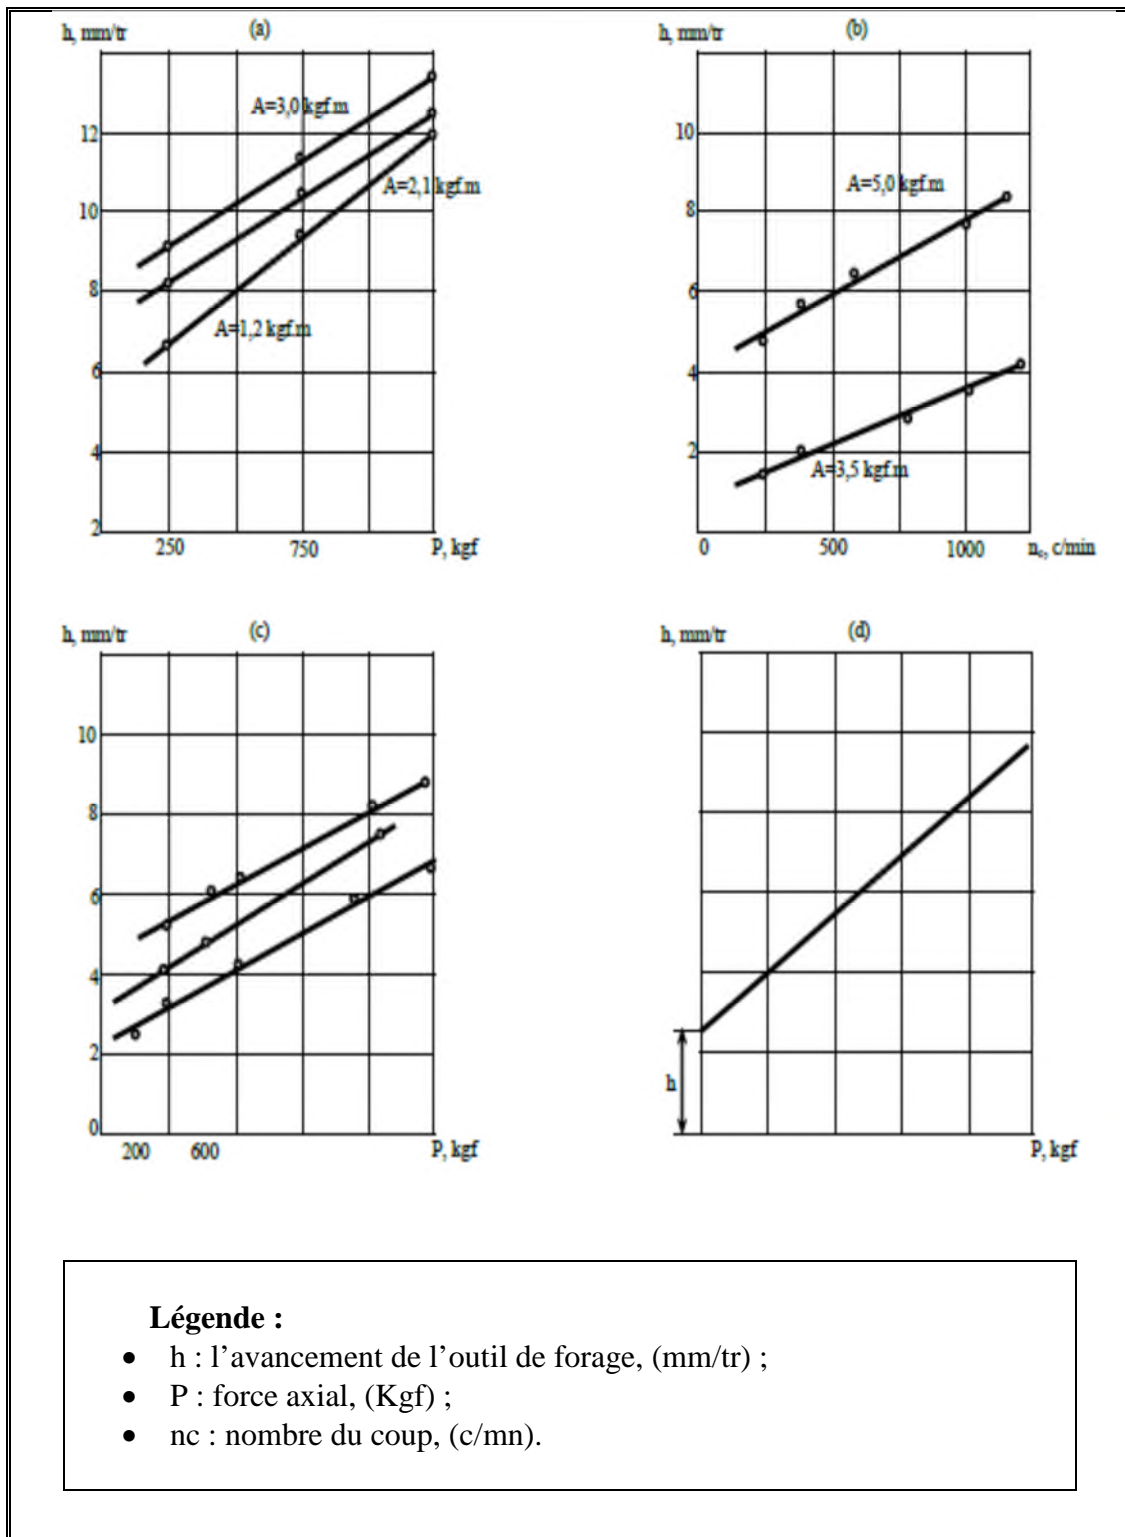 h, mm/tr (a)
12
10
8
6
4
2
A=3,0 kgf.m
A=2,1 kgf.m
A=1,2 kgf.m
250 750 P, kgf
h, mm/tr (b)
10
8
6
4
2
A=5,0 kgf.m
A=3,5 kgf.m
0 500 1000 nc, c/min
h, mm/tr (c)
10
8
6
4
2
0
200 600 P, kgf
h, mm/tr (d)
h
P, kgf
Légende :
• h : l’avancement de l’outil de forage, (mm/tr) ;
• P : force axial, (Kgf) ;
• nc : nombre du coup, (c/mn).